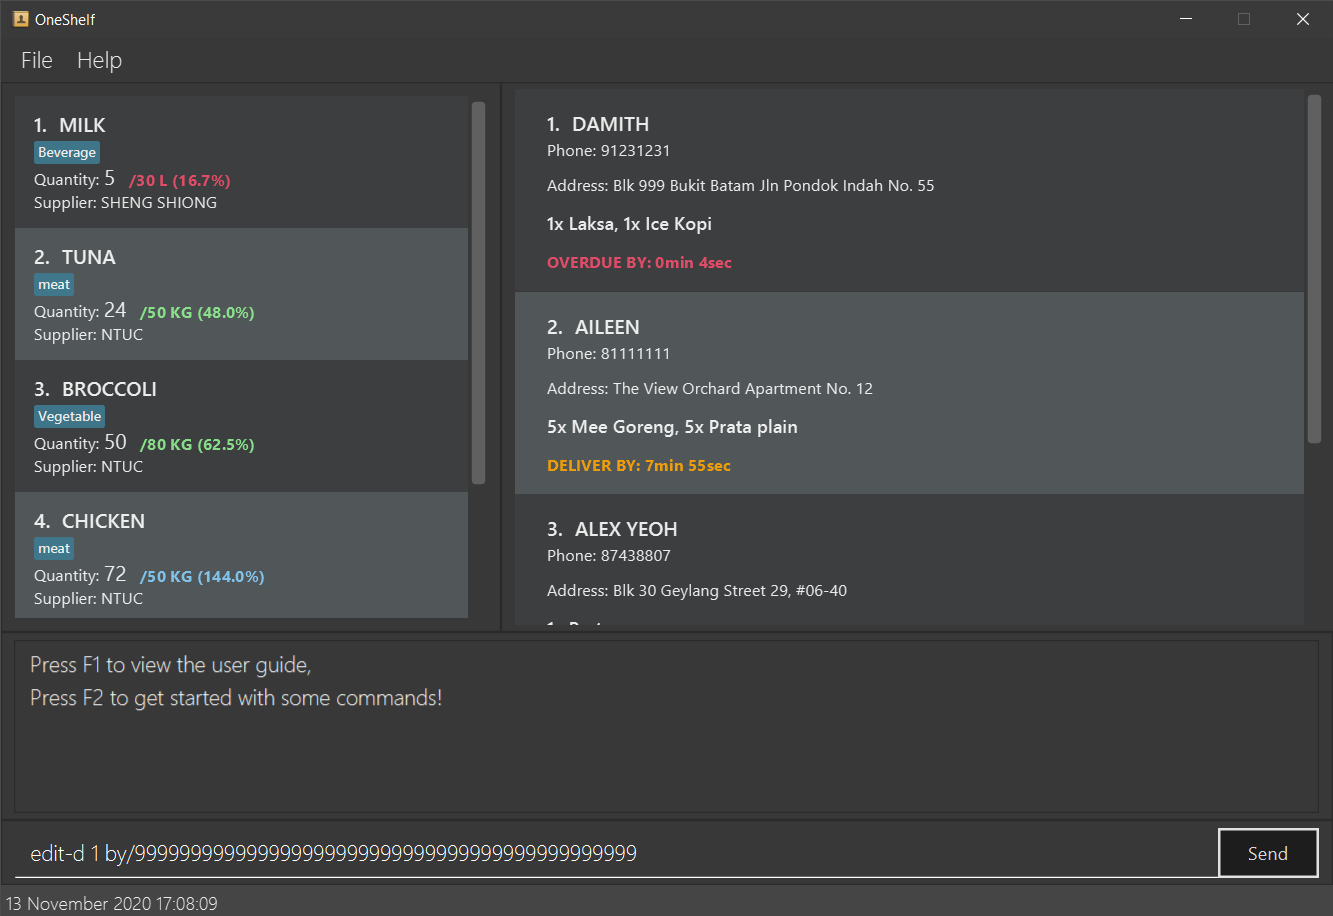 OneShelf
File Help
1. MILK
Beverage
Quantity: 5 /30 L (16.7%)
Supplier: SHENG SHIONG
2. TUNA
meat
Quantity: 24 /50 KG (48.0%)
Supplier: NTUC
3. BROCCOLI
Vegetable
Quantity: 50 /80 KG (62.5%)
Supplier: NTUC
4. CHICKEN
meat
Quantity: 72 /50 KG (144.0%)
Supplier: NTUC
1. DAMITH
Phone: 91231231
Address: Blk 999 Bukit Batam Jln Pondok Indah No. 55
1x Laksa, 1x Ice Kopi
OVERDUE BY: 0min 4sec
2. AILEEN
Phone: 81111111
Address: The View Orchard Apartment No. 12
5x Mee Goreng, 5x Prata plain
DELIVER BY: 7min 55sec
3. ALEX YEOH
Phone: 87438807
Address: Blk 30 Geylang Street 29, #06-40
Press F1 to view the user guide,
Press F2 to get started with some commands!
edit-d 1 by/99999999999999999999999999999999999999999999
Send
13 November 2020 17:08:09